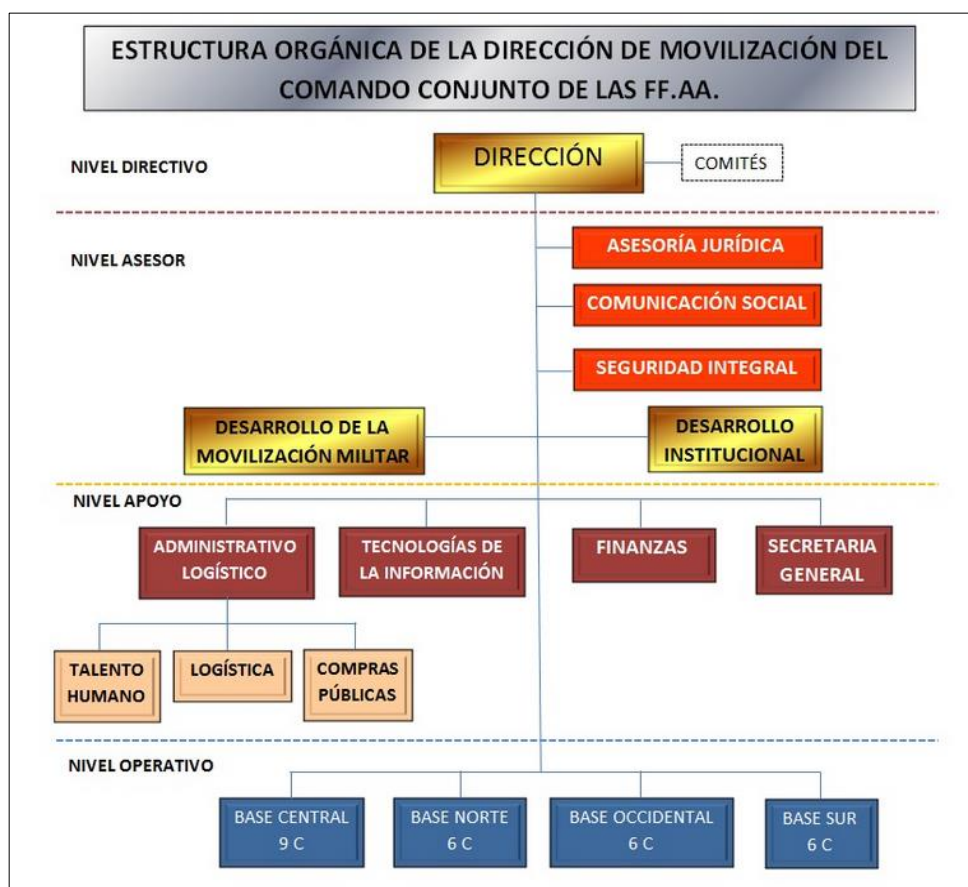 ESTRUCTURA ORGÁNICA DE LA DIRECCIÓN DE MOVILIZACIÓN DEL
COMANDO CONJUNTO DE LAS FF.AA.
NIVEL DIRECTIVO
DIRECCIÓN
COMITÉS
NIVEL ASESOR
ASESORÍA JURÍDICA
COMUNICACIÓN SOCIAL
SEGURIDAD INTEGRAL
DESARROLLO DE LA
MOVILIZACIÓN MILITAR
DESARROLLO
INSTITUCIONAL
NIVEL APOYO
ADMINISTRATIVO
LOGÍSTICO
TECNOLOGÍAS DE
LA INFORMACIÓN
FINANZAS
SECRETARIA
GENERAL
TALENTO
HUMANO
LOGÍSTICA
COMPRAS
PÚBLICAS
NIVEL OPERATIVO
BASE CENTRAL
9 C
BASE NORTE
6 C
BASE OCCIDENTAL
6 C
BASE SUR
6 C